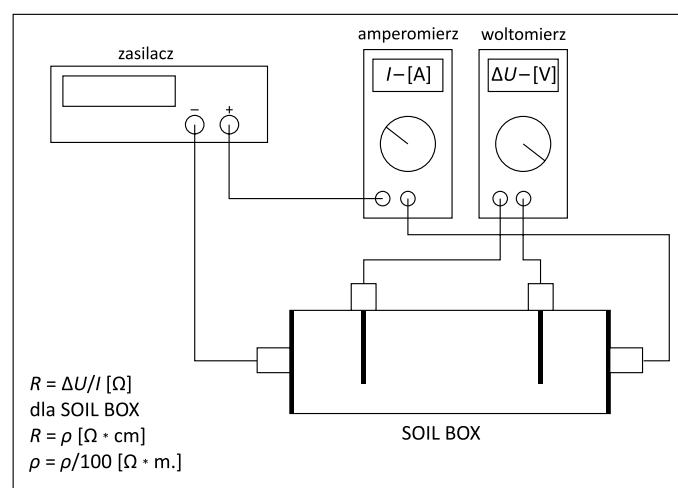 amperomierz woltomierz
zasilacz
I–[A] ΔU–[V]
– +
R = ΔU/I [Ω]
dla SOIL BOX
R = ρ [Ω * cm]
ρ = ρ/100 [Ω * m.]
SOIL BOX